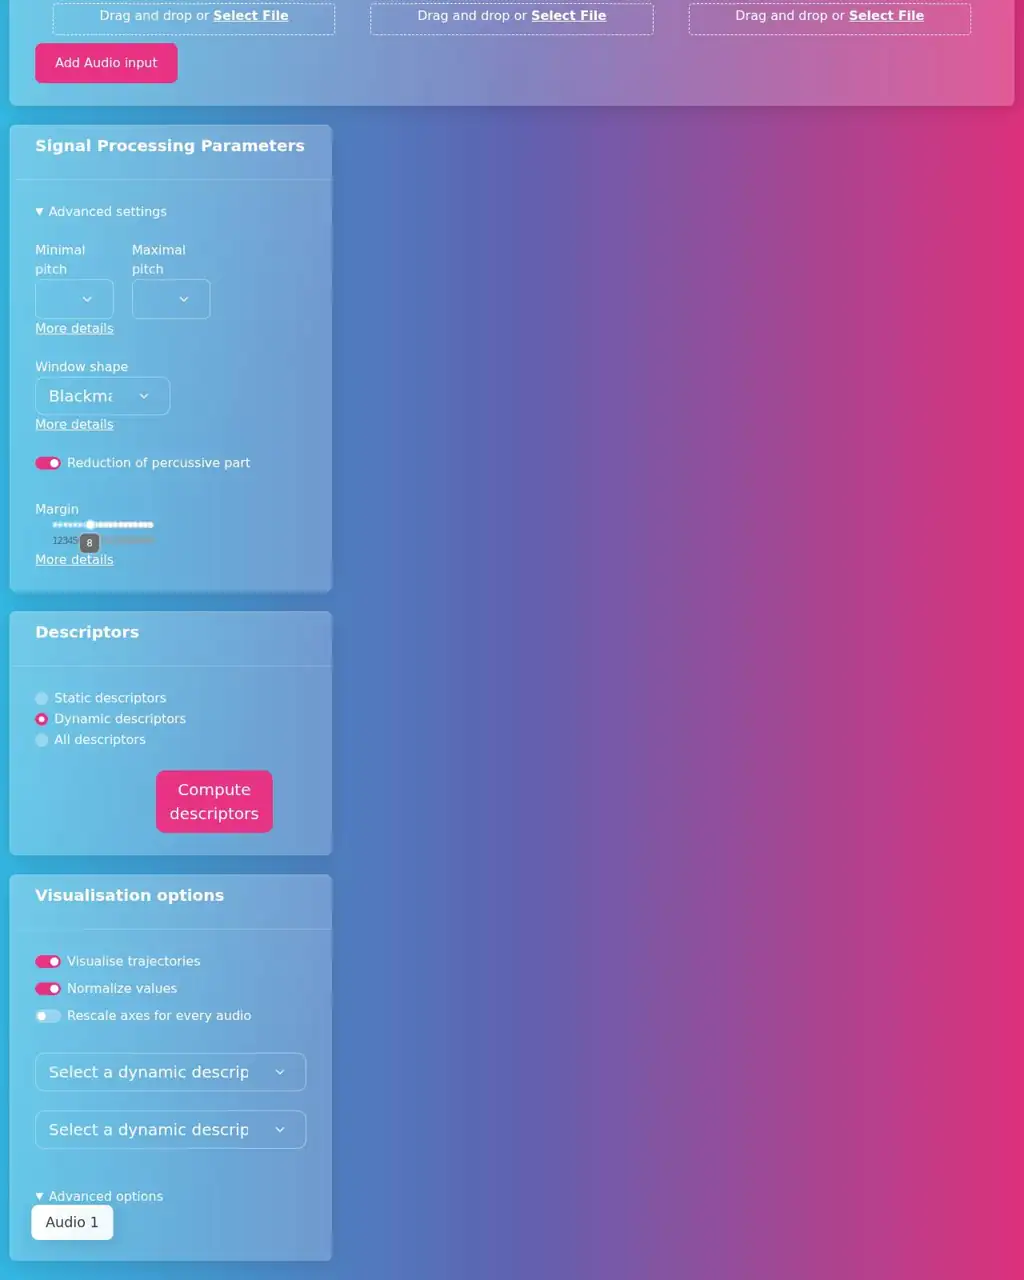 Drag and drop or Select File Drag and drop or Select File Drag and drop or Select File
Add Audio input
Signal Processing Parameters
▼ Advanced settings
Minimal pitch Maximal pitch
More details
Window shape
Blackma
More details
Reduction of percussive part
Margin
12345
8
More details
Descriptors
Static descriptors
Dynamic descriptors
All descriptors
Compute
descriptors
Visualisation options
Visualise trajectories
Normalize values
Rescale axes for every audio
Select a dynamic descrip
Select a dynamic descrip
▼ Advanced options
Audio 1